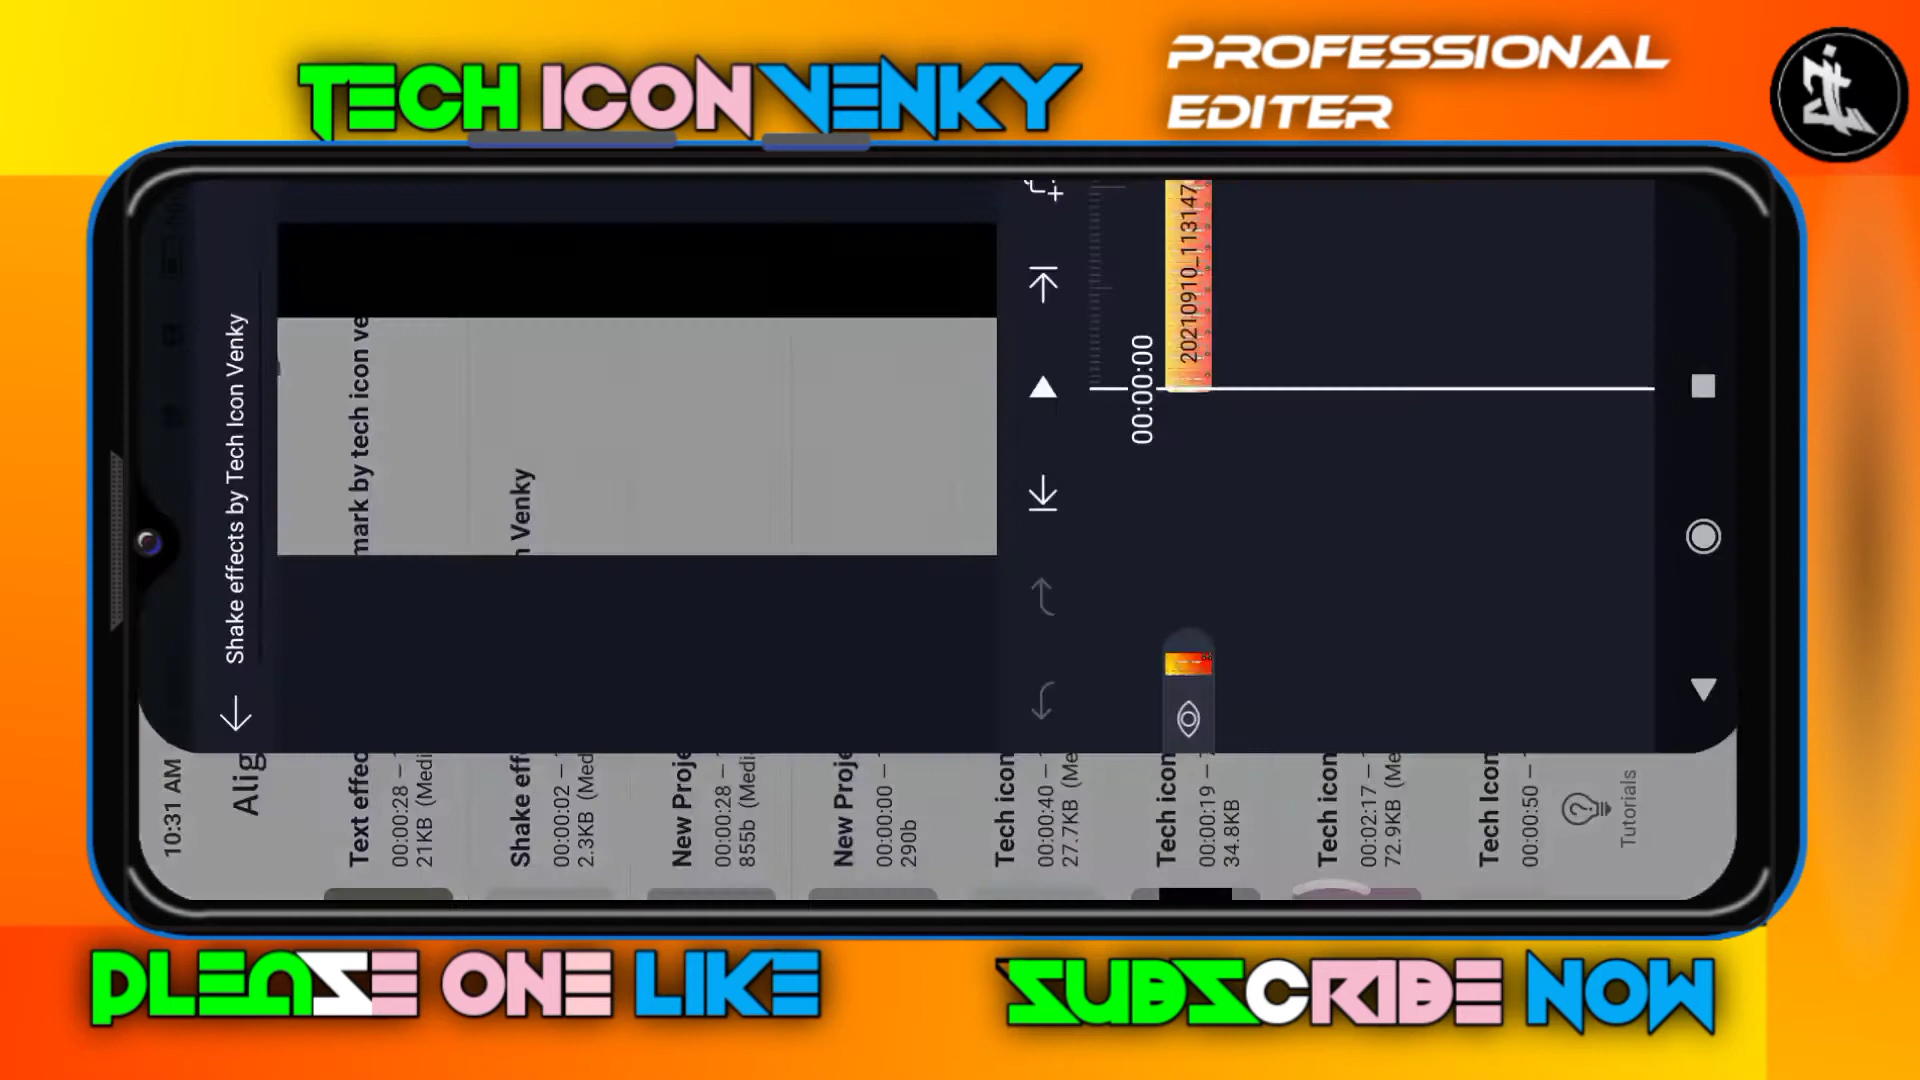 TECH ICON VENKY
PROFESSIONAL
EDITER
10:31 AM
Alig
Shake effects by Tech Icon Venky
mark by tech icon ve
n Venky
00:00:00
20210910_113147
Text effec
00:00:28 –
21KB (Medi
Shake eff
00:00:02 –
2.3KB (Med
New Proje
00:00:28 –
855b (Medi
New Proje
00:00:00 –
290b
Tech icon
00:00:40 –
27.7KB (Me
Tech icon
00:00:19 –
34.8KB
Tech icon
00:02:17 –
72.9KB (Me
Tech Icon
00:00:50 –
Tutorials
PLEASE ONE LIKE
SUBSCRIBE NOW